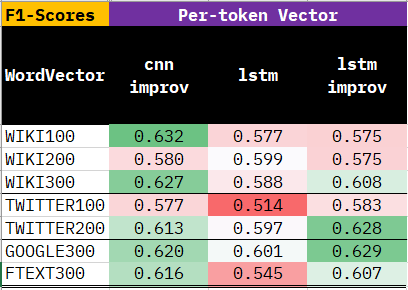 F1-Scores Per-token Vector
WordVector cnn improv lstm lstm improv
WIKI100 0.632 0.577 0.575
WIKI200 0.580 0.599 0.575
WIKI300 0.627 0.588 0.608
TWITTER100 0.577 0.514 0.583
TWITTER200 0.613 0.597 0.628
GOOGLE300 0.620 0.601 0.629
FTEXT300 0.616 0.545 0.607